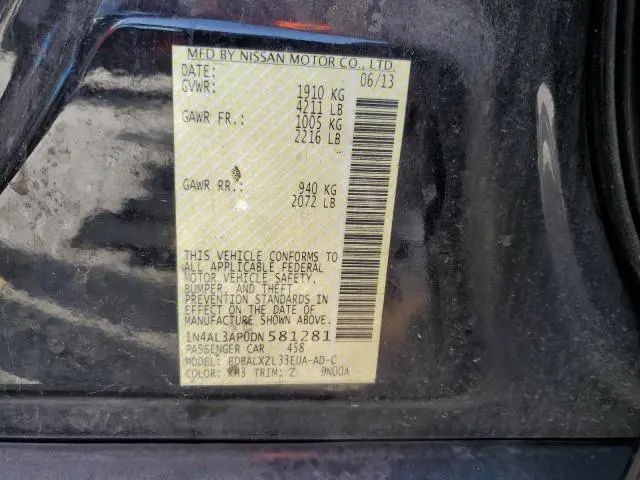 MFD BY NISSAN MOTOR CO., LTD.
DATE: 06/13
GVWR: 1910 KG
4211 LB
GAWR FR.: 1005 KG
2216 LB
GAWR RR.: 940 KG
2072 LB
THIS VEHICLE CONFORMS TO
ALL APPLICABLE FEDERAL
MOTOR VEHICLE SAFETY,
BUMPER, AND THEFT
PREVENTION STANDARDS IN
EFFECT ON THE DATE OF
MANUFACTURE SHOWN ABOVE.
1N4AL3AP0DN581281
PASSENGER CAR 458
MODEL: BDBALXZL33EUA-AD-C
COLOR: KH3 TRIM: Z 9N00A